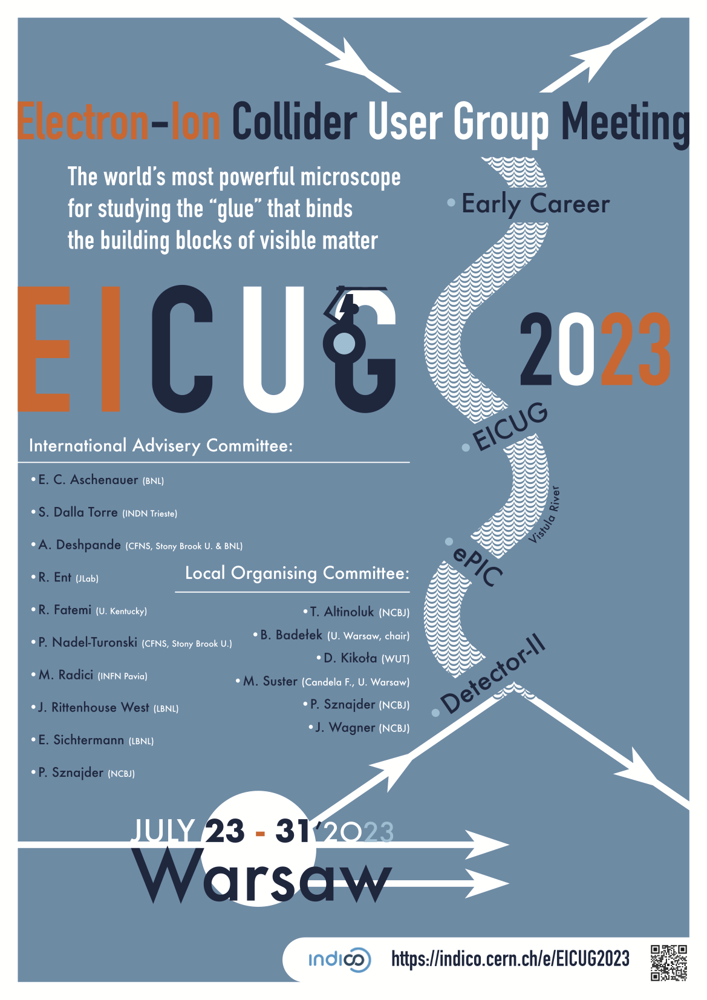 Electron-Ion Collider User Group Meeting
The world's most powerful microscope
for studying the “glue” that binds
the building blocks of visible matter
• Early Career
EICUG
2023
• EICUG
Vistula River
• ePIC
• Detector-II
International Advisery Committee:
• E. C. Aschenauer (BNL)
• S. Dalla Torre (INDN Trieste)
• A. Deshpande (CFNS, Stony Brook U. & BNL)
• R. Ent (JLab)
• R. Fatemi (U. Kentucky)
• P. Nadel-Turonski (CFNS, Stony Brook U.)
• M. Radici (INFN Pavia)
• J. Rittenhouse West (LBNL)
• E. Sichtermann (LBNL)
• P. Sznajder (NCBJ)
Local Organising Committee:
• T. Altinoluk (NCBJ)
• B. Badełek (U. Warsaw, chair)
• D. Kikoła (WUT)
• M. Suster (Candela F., U. Warsaw)
• P. Sznajder (NCBJ)
• J. Wagner (NCBJ)
JULY 23 - 31'2023
Warsaw
indico
https://indico.cern.ch/e/EICUG2023